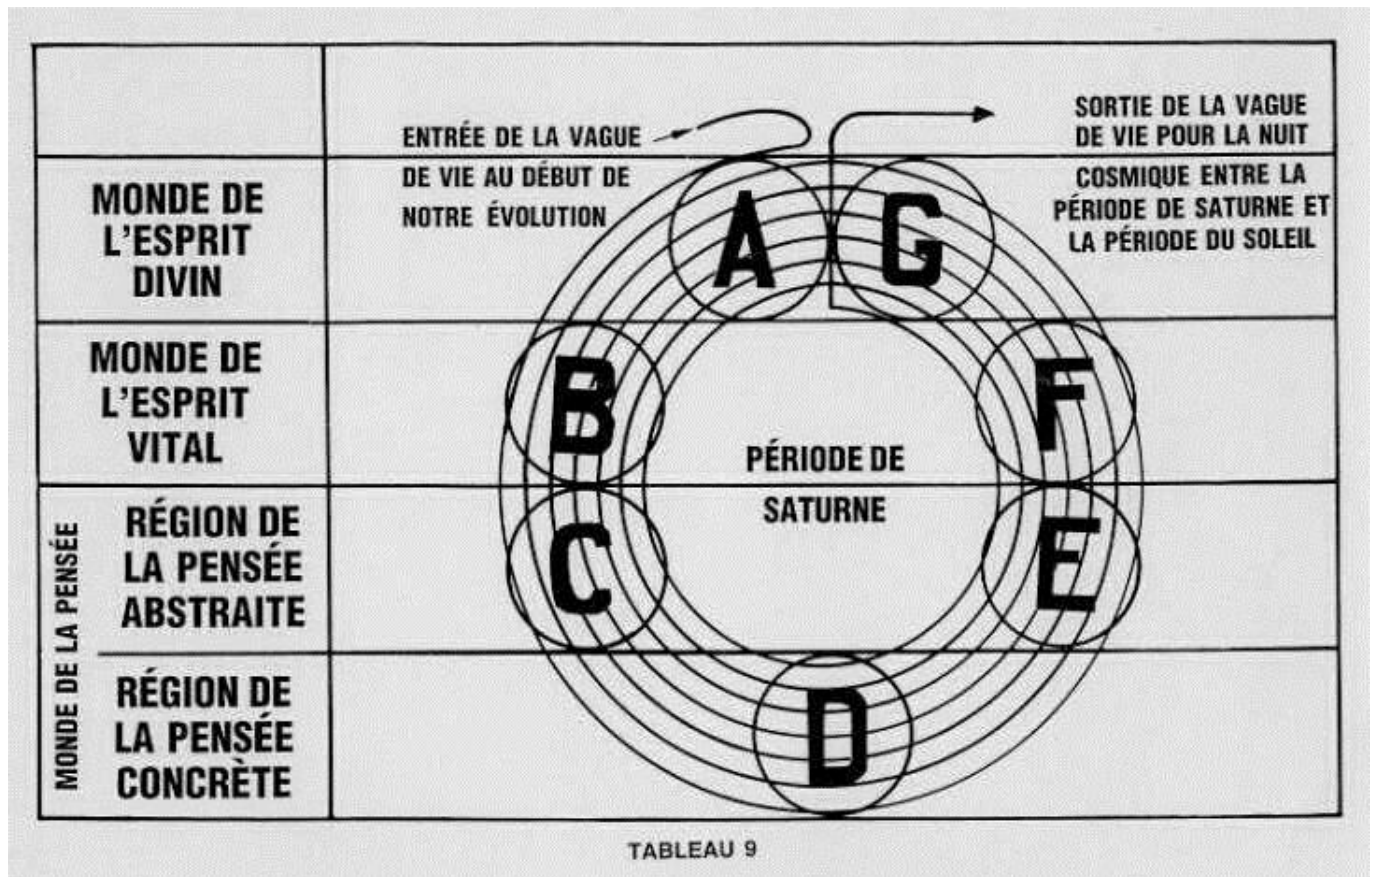 ENTRÉE DE LA VAGUE
DE VIE AU DÉBUT DE
NOTRE ÉVOLUTION
SORTIE DE LA VAGUE
DE VIE POUR LA NUIT
COSMIQUE ENTRE LA
PÉRIODE DE SATURNE ET
LA PÉRIODE DU SOLEIL
MONDE DE
L'ESPRIT
DIVIN
A
G
MONDE DE
L'ESPRIT
VITAL
B
F
PÉRIODE DE
SATURNE
MONDE DE LA PENSÉE
RÉGION DE
LA PENSÉE
ABSTRAITE
C
E
RÉGION DE
LA PENSÉE
CONCRÈTE
D
TABLEAU 9